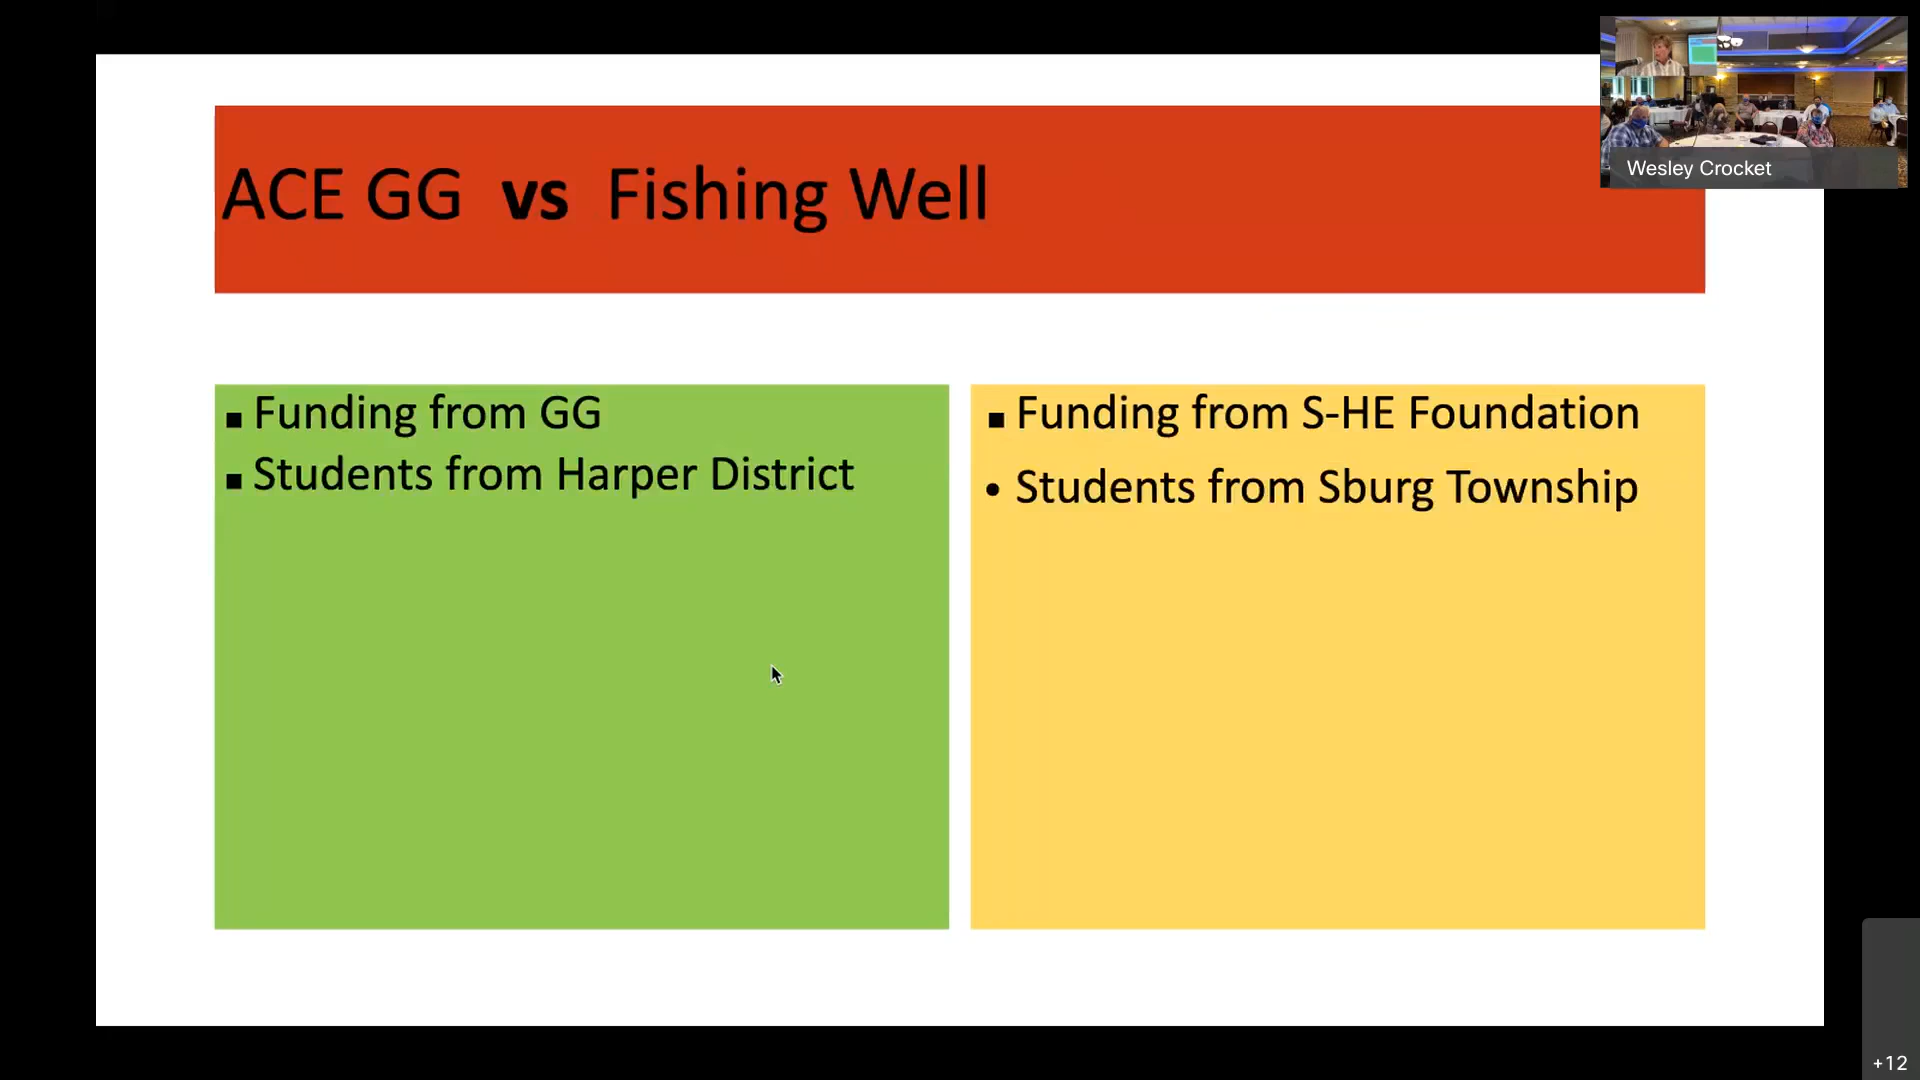 ACE GG vs Fishing Well
Wesley Crocket
▪ Funding from GG
▪ Students from Harper District
▪ Funding from S-HE Foundation
• Students from Sburg Township
+12